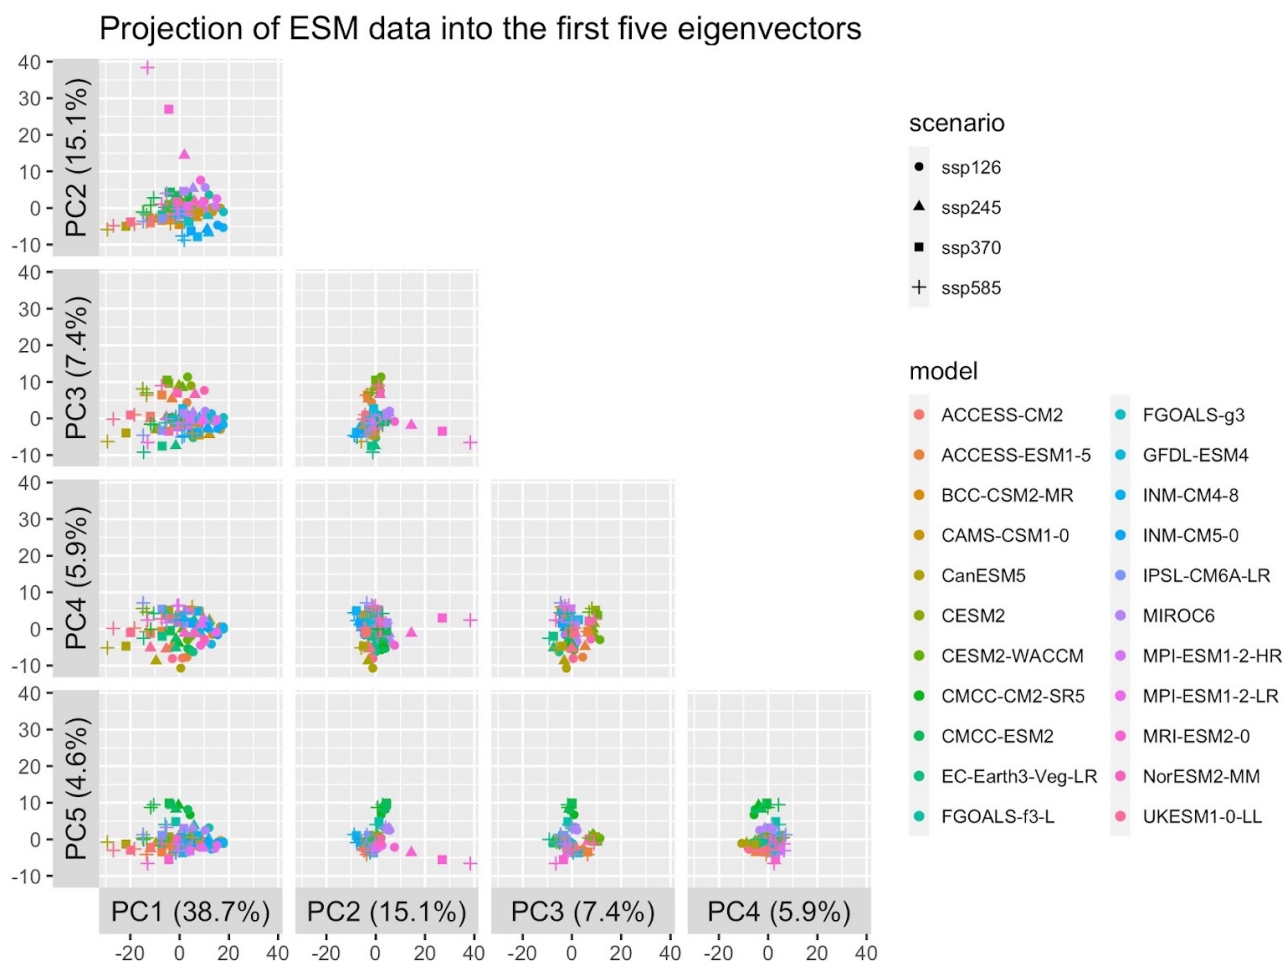 Projection of ESM data into the first five eigenvectors
40
30
20
10
0
-10
PC2 (15.1%)
40
30
20
10
0
-10
PC3 (7.4%)
40
30
20
10
0
-10
PC4 (5.9%)
40
30
20
10
0
-10
PC5 (4.6%)
PC1 (38.7%)
PC2 (15.1%)
PC3 (7.4%)
PC4 (5.9%)
-20 0 20 40
-20 0 20 40
-20 0 20 40
-20 0 20 40
scenario
ssp126
ssp245
ssp370
ssp585
model
ACCESS-CM2
ACCESS-ESM1-5
BCC-CSM2-MR
CAMS-CSM1-0
CanESM5
CESM2
CESM2-WACCM
CMCC-CM2-SR5
CMCC-ESM2
EC-Earth3-Veg-LR
FGOALS-f3-L
FGOALS-g3
GFDL-ESM4
INM-CM4-8
INM-CM5-0
IPSL-CM6A-LR
MIROC6
MPI-ESM1-2-HR
MPI-ESM1-2-LR
MRI-ESM2-0
NorESM2-MM
UKESM1-0-LL